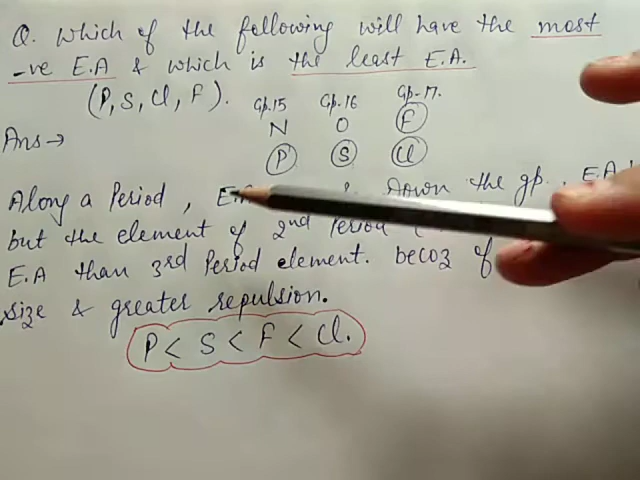 Q. Which of the following will have the most
-ve E.A & which is the least E.A.
(P, S, Cl, F).
Gp.15 Gp.16 Gp-17.
Ans→ N O F
P S Cl
Along a Period, E.A & down the gp. E.A
but the element of 2nd Period
E.A than 3rd Period element. becoz of
size & greater repulsion.
P < S < F < Cl.